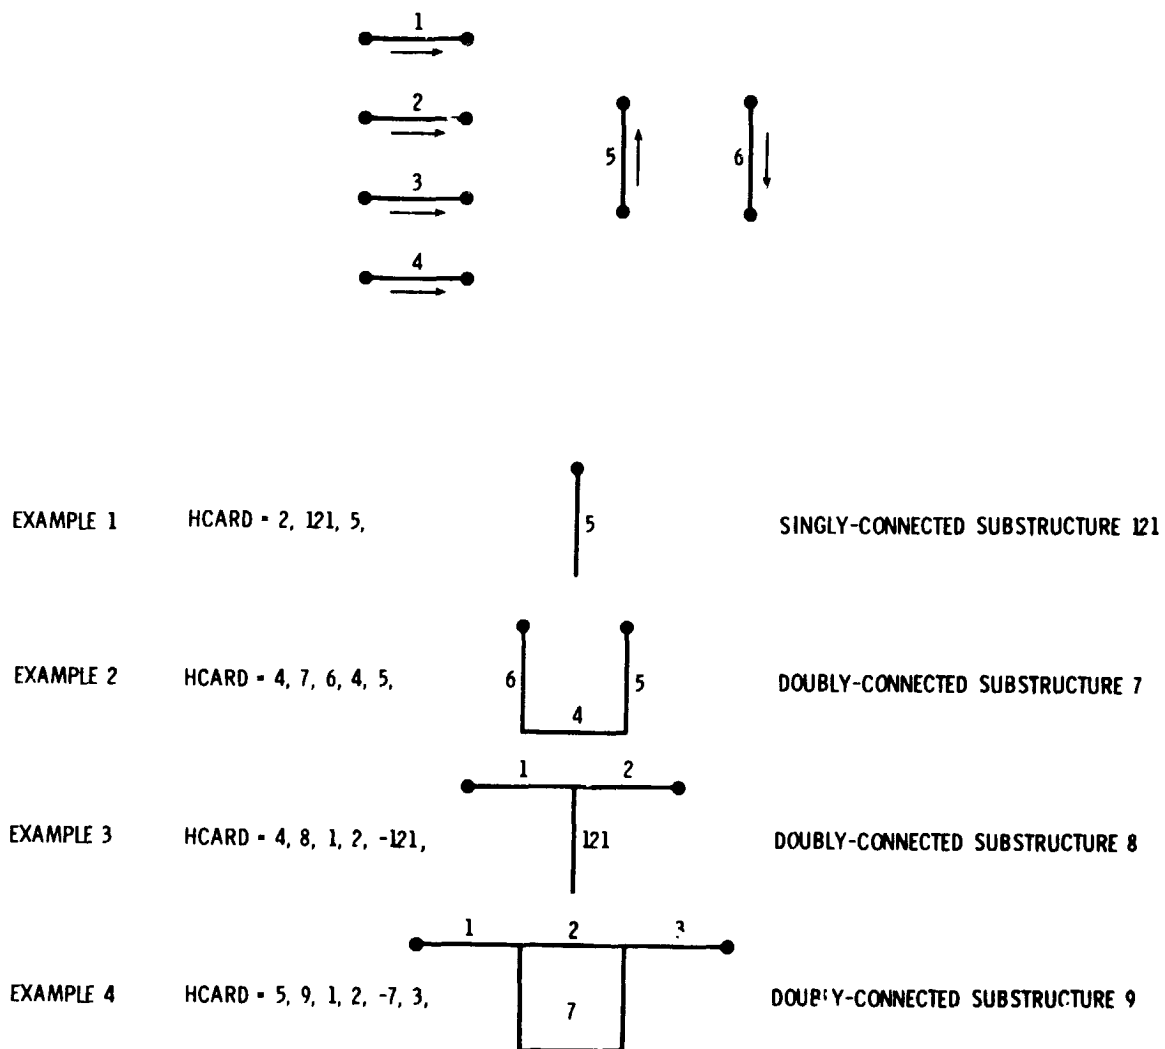 1
2
3
4
5
6
EXAMPLE 1 HCARD = 2, 121, 5, 5 SINGLY-CONNECTED SUBSTRUCTURE 121
EXAMPLE 2 HCARD = 4, 7, 6, 4, 5, 6 4 5 DOUBLY-CONNECTED SUBSTRUCTURE 7
1 2
EXAMPLE 3 HCARD = 4, 8, 1, 2, -121, 121 DOUBLY-CONNECTED SUBSTRUCTURE 8
1 2 3
EXAMPLE 4 HCARD = 5, 9, 1, 2, -7, 3, 7 DOUBLY-CONNECTED SUBSTRUCTURE 9